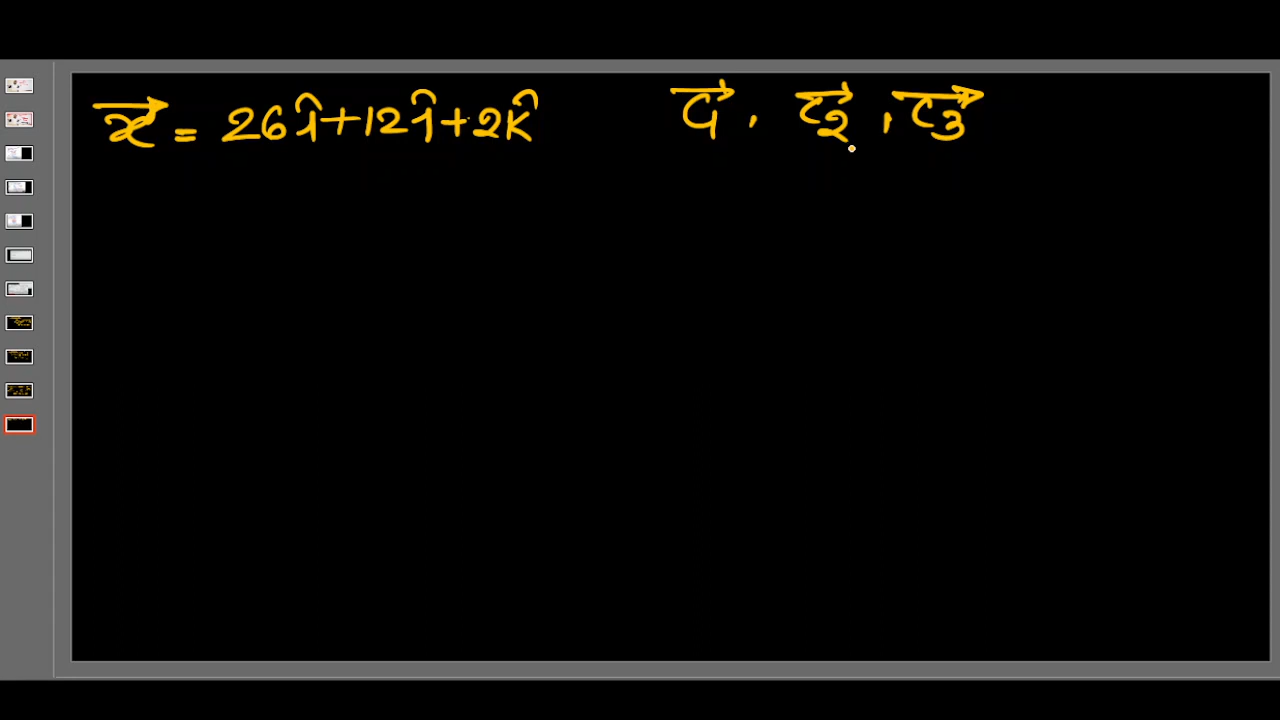 x⃗ = 26î+12ĵ+2k̂    c⃗₁, c⃗₂, c⃗₃